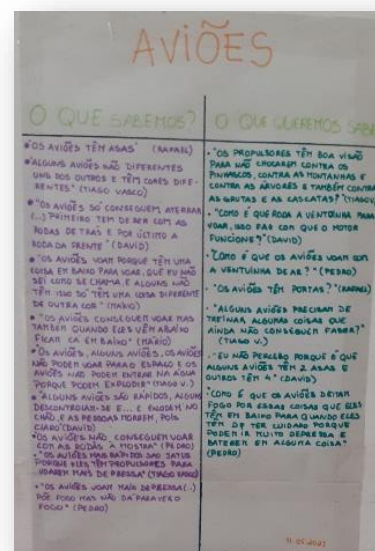 AVIÕES
O QUE SABEMOS?
"OS AVIÕES TÊM ASAS" (RAFAEL)
"ALGUNS AVIÕES SÃO DIFERENTES
UNS DOS OUTROS E TÊM CORES DIFE-
RENTES" (TIAGO VASCO)
"OS AVIÕES SÓ CONSEGUEM ATERRAR
(...) PRIMEIRO TEM DE SER COM AS
RODAS DE TRÁS E POR ÚLTIMO A
RODA DA FRENTE" (DAVID)
"OS AVIÕES VOAM PORQUE TÊM UMA
COISA EM BAIXO PARA VOAR, QUE EU NÃO
SEI COMO SE CHAMA, E ALGUNS NÃO
TÊM ISSO SÓ TÊM UMA COISA DIFERENTE
DE OUTRA COR" (MÁRIO)
"OS AVIÕES CONSEGUEM VOAR MAS
TAMBÉM QUANDO ELES VÊM ABAIXO
FICAM CÁ EM BAIXO" (MÁRIO)
"OS AVIÕES, ALGUNS AVIÕES, OS AVIÕES
NÃO PODEM VOAR PARA O ESPAÇO E OS
AVIÕES NÃO PODEM ENTRAR NA ÁGUA
PORQUE PODEM EXPLODIR" (TIAGO V.)
"ALGUNS AVIÕES SÃO RÁPIDOS, ALGUNS
DESCONTROLAM-SE E... E EXPLODEM NO
CHÃO, E AS PESSOAS MORREM, POIS
CLARO" (DAVID)
"OS AVIÕES NÃO CONSEGUEM VOAR
COM AS RODAS À MOSTRA" (PEDRO)
"OS AVIÕES MAIS RÁPIDOS SÃO JATOS
PORQUE ELES TÊM PROPULSORES PARA
VOAREM MAIS DEPRESSA" (TIAGO VASCO)
"OS AVIÕES VOAM MAIS DEPRESSA (...)
PÕE FOGO MAS NÃO DÁ PARA VER O
FOGO" (PEDRO)
O QUE QUEREMOS SABER
"OS PROPULSORES TÊM BOA VISÃO
PARA NÃO CHOCAREM CONTRA OS
PINHASCOS, CONTRA AS MONTANHAS E
CONTRA AS ÁRVORES E TAMBÉM CONTRA
AS GRUTAS E AS CASCATAS?" (TIAGO V.)
"COMO É QUE RODA A VENTOINHA PARA
VOAR, ISSO FAZ COM QUE O MOTOR
FUNCIONE?" (DAVID)
"COMO É QUE OS AVIÕES VOAM COM
A VENTOINHA DE AR?" (PEDRO)
"OS AVIÕES TÊM PORTAS?" (RAFAEL)
"ALGUNS AVIÕES PRECISAM DE
TREINAR, ALGUMAS COISAS QUE
AINDA NÃO CONSEGUEM FAZER?"
(TIAGO V.)
"EU NÃO PERCEBO PORQUE É QUE
ALGUNS AVIÕES TÊM 2 ASAS E
OUTROS TÊM 4" (DAVID)
"COMO É QUE OS AVIÕES DEITAM
FOGO POR ESSAS COISAS QUE ELES
TÊM EM BAIXO PARA QUANDO ELES
TÊM DE TER CUIDADO PORQUE
PODEM IR MUITO DEPRESSA E
BATEREM EM ALGUMA COISA"
(PEDRO)